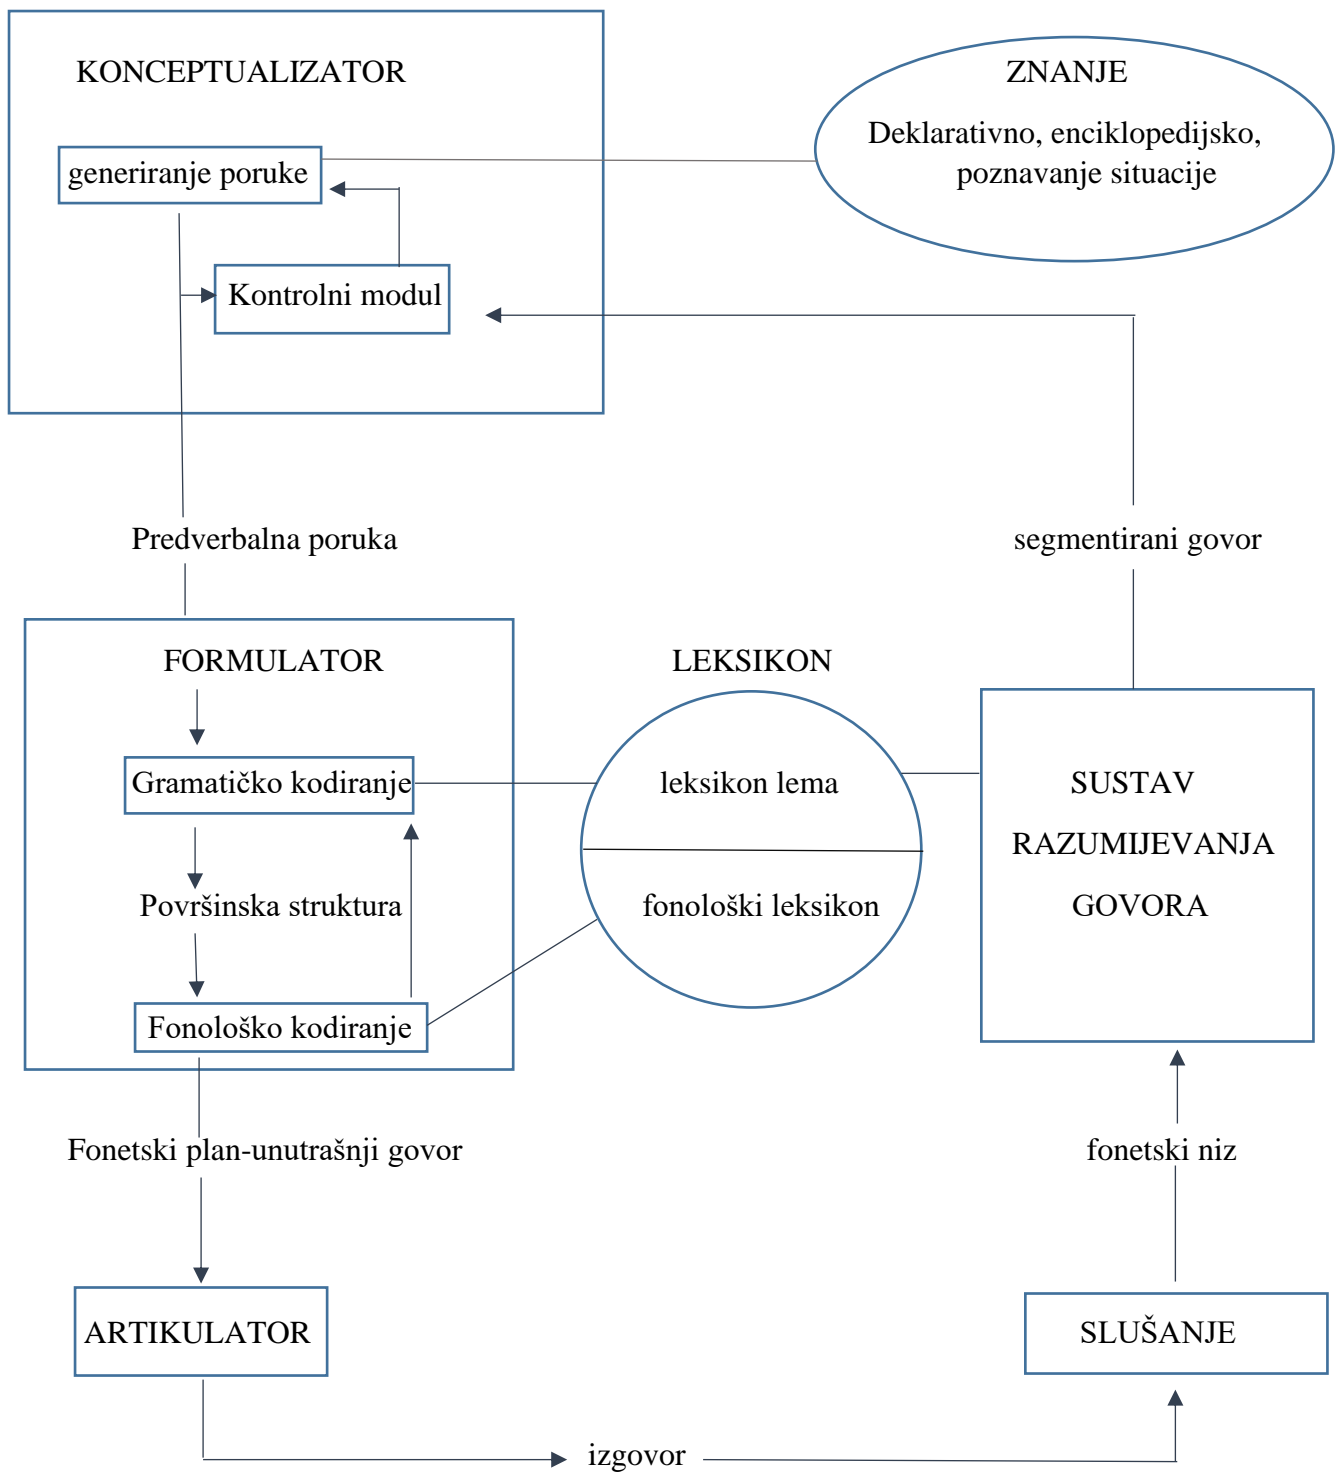 KONCEPTUALIZATOR
ZNANJE
Deklarativno, enciklopedijsko,
poznavanje situacije
generiranje poruke
Kontrolni modul
Predverbalna poruka
segmentirani govor
FORMULATOR
LEKSIKON
Gramatičko kodiranje
leksikon lema
SUSTAV
RAZUMIJEVANJA
GOVORA
Površinska struktura
fonološki leksikon
Fonološko kodiranje
Fonetski plan-unutrašnji govor
fonetski niz
ARTIKULATOR
SLUŠANJE
izgovor